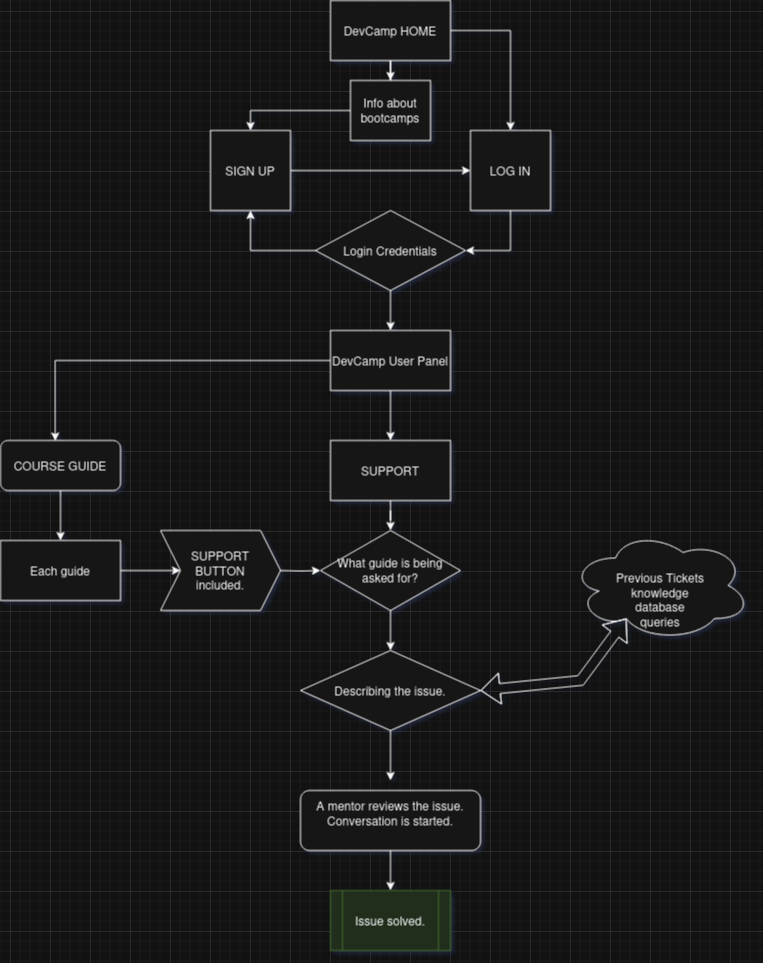 DevCamp HOME
Info about
bootcamps
SIGN UP
LOG IN
Login Credentials
DevCamp User Panel
COURSE GUIDE
SUPPORT
Each guide
SUPPORT
BUTTON
included.
What guide is being
asked for?
Previous Tickets
knowledge
database
queries
Describing the issue.
A mentor reviews the issue.
Conversation is started.
Issue solved.